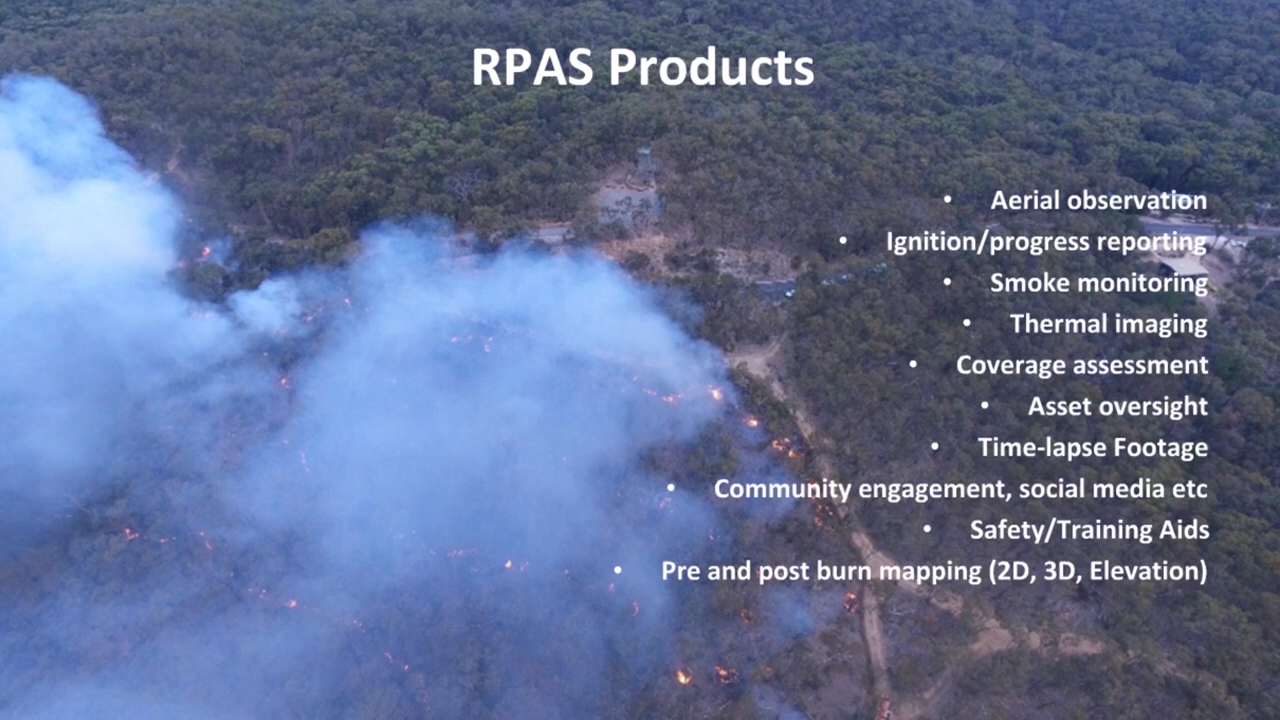 RPAS Products
• Aerial observation
• Ignition/progress reporting
• Smoke monitoring
• Thermal imaging
• Coverage assessment
• Asset oversight
• Time-lapse Footage
• Community engagement, social media etc
• Safety/Training Aids
• Pre and post burn mapping (2D, 3D, Elevation)